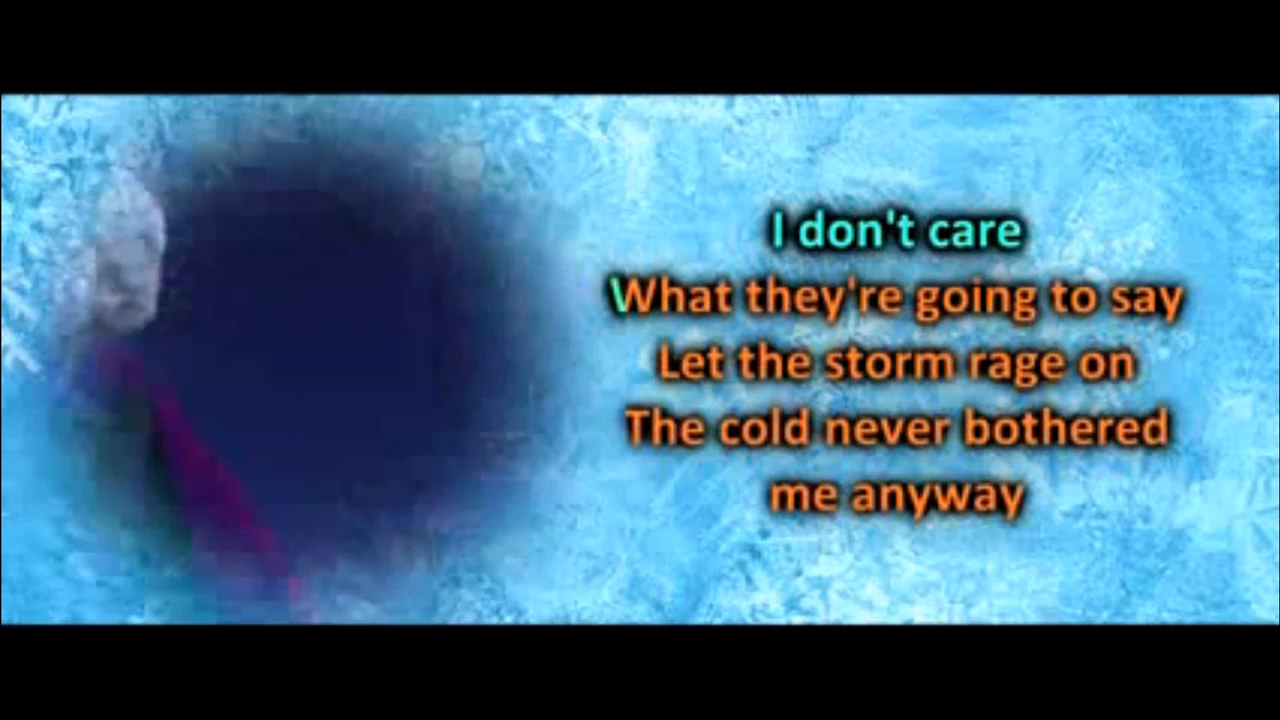 I don't care
What they're going to say
Let the storm rage on
The cold never bothered
me anyway